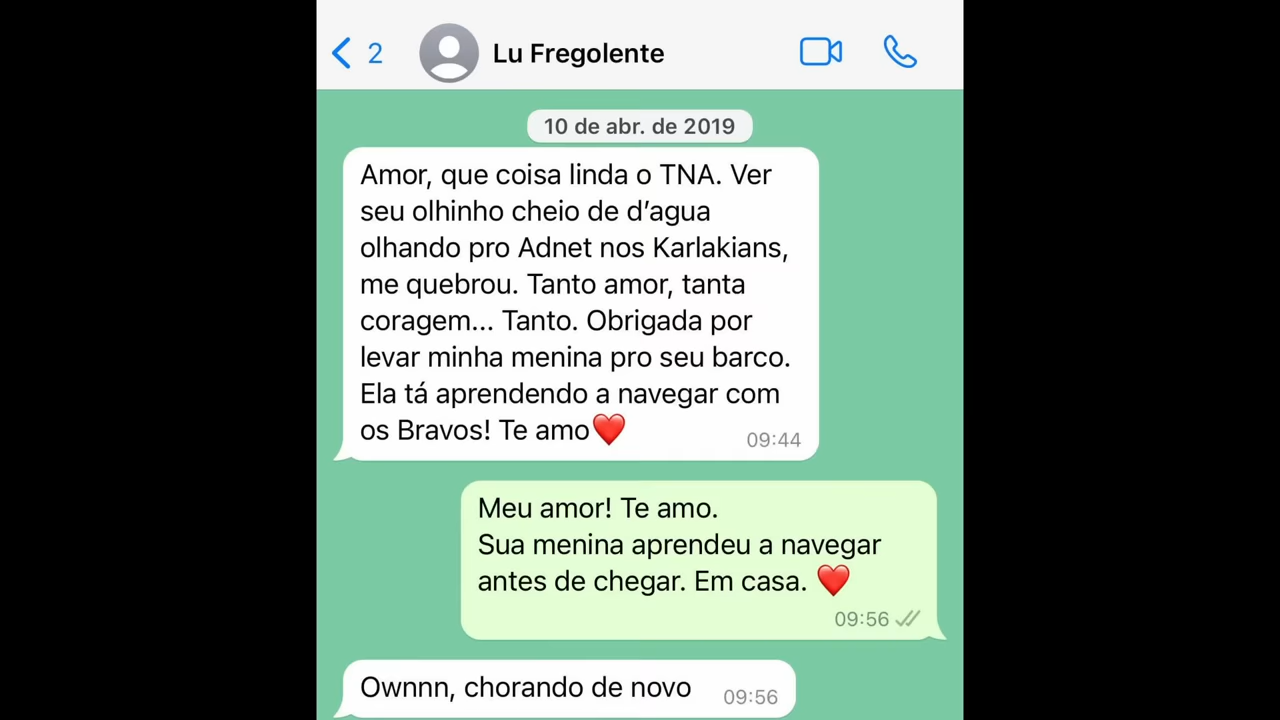 2
Lu Fregolente
10 de abr. de 2019
Amor, que coisa linda o TNA. Ver
seu olhinho cheio de d’agua
olhando pro Adnet nos Karlakians,
me quebrou. Tanto amor, tanta
coragem... Tanto. Obrigada por
levar minha menina pro seu barco.
Ela tá aprendendo a navegar com
os Bravos! Te amo❤️
09:44
Meu amor! Te amo.
Sua menina aprendeu a navegar
antes de chegar. Em casa. ❤️
09:56
Ownnn, chorando de novo
09:56